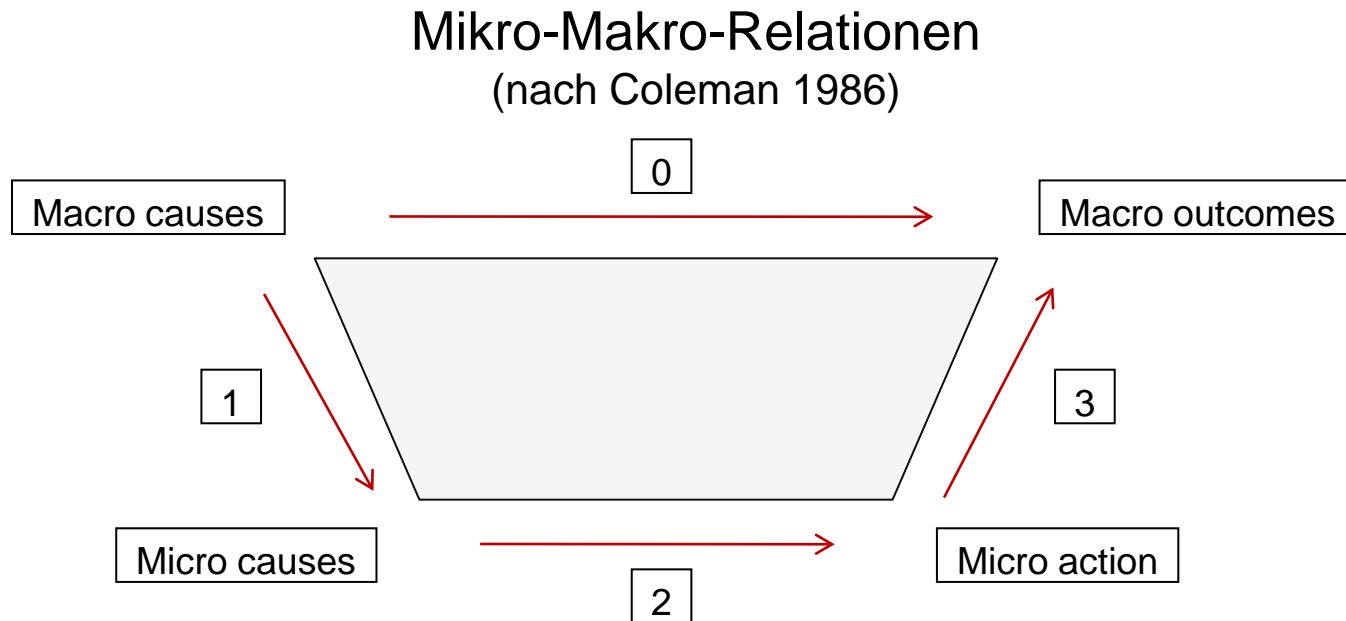 Mikro-Makro-Relationen
(nach Coleman 1986)
0
Macro causes
Macro outcomes
1
3
Micro causes
Micro action
2